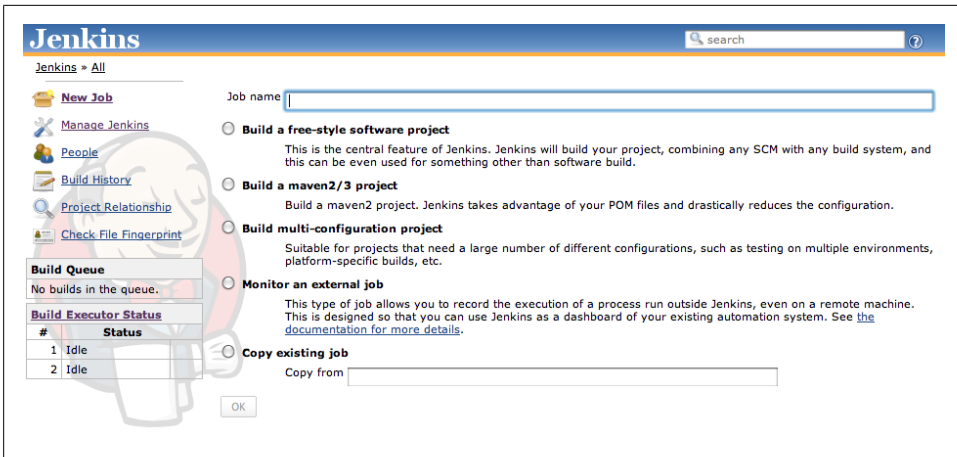 Jenkins
search
Jenkins » All
New Job
Manage Jenkins
People
Build History
Project Relationship
Check File Fingerprint
Build Queue
No builds in the queue.
Build Executor Status
# Status
1 Idle
2 Idle
Job name
Build a free-style software project
This is the central feature of Jenkins. Jenkins will build your project, combining any SCM with any build system, and
this can be even used for something other than software build.
Build a maven2/3 project
Build a maven2 project. Jenkins takes advantage of your POM files and drastically reduces the configuration.
Build multi-configuration project
Suitable for projects that need a large number of different configurations, such as testing on multiple environments,
platform-specific builds, etc.
Monitor an external job
This type of job allows you to record the execution of a process run outside Jenkins, even on a remote machine.
This is designed so that you can use Jenkins as a dashboard of your existing automation system. See the
documentation for more details.
Copy existing job
Copy from
OK